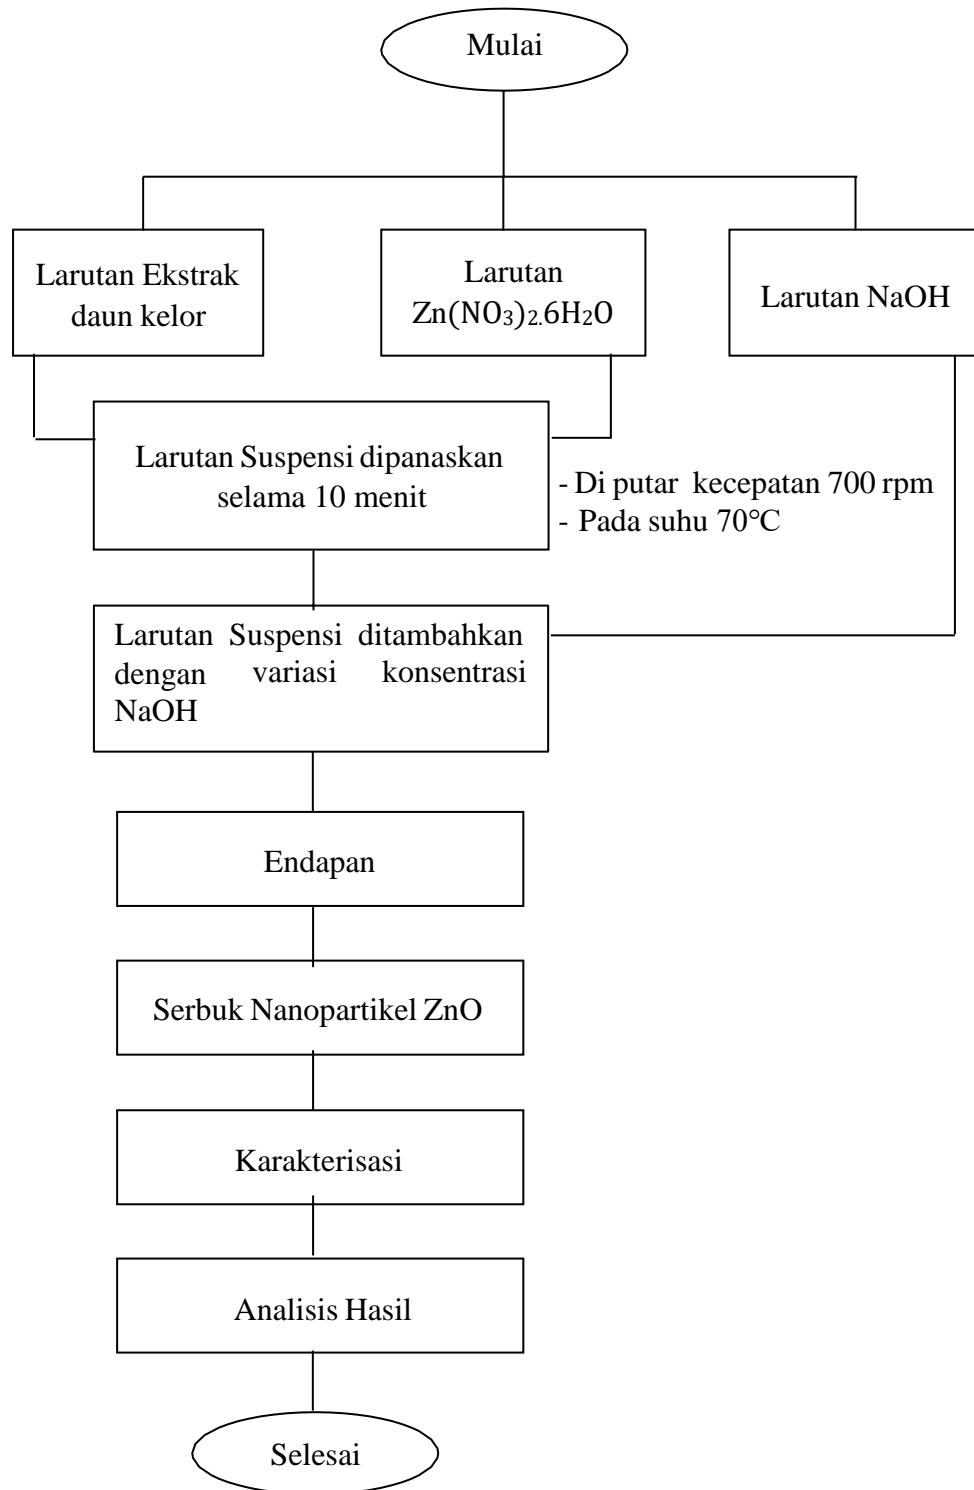 Mulai
Larutan Ekstrak
daun kelor
Larutan
Zn(NO₃)₂.6H₂O
Larutan NaOH
Larutan Suspensi dipanaskan
selama 10 menit
- Di putar kecepatan 700 rpm
- Pada suhu 70°C
Larutan Suspensi ditambahkan
dengan variasi konsentrasi
NaOH
Endapan
Serbuk Nanopartikel ZnO
Karakterisasi
Analisis Hasil
Selesai